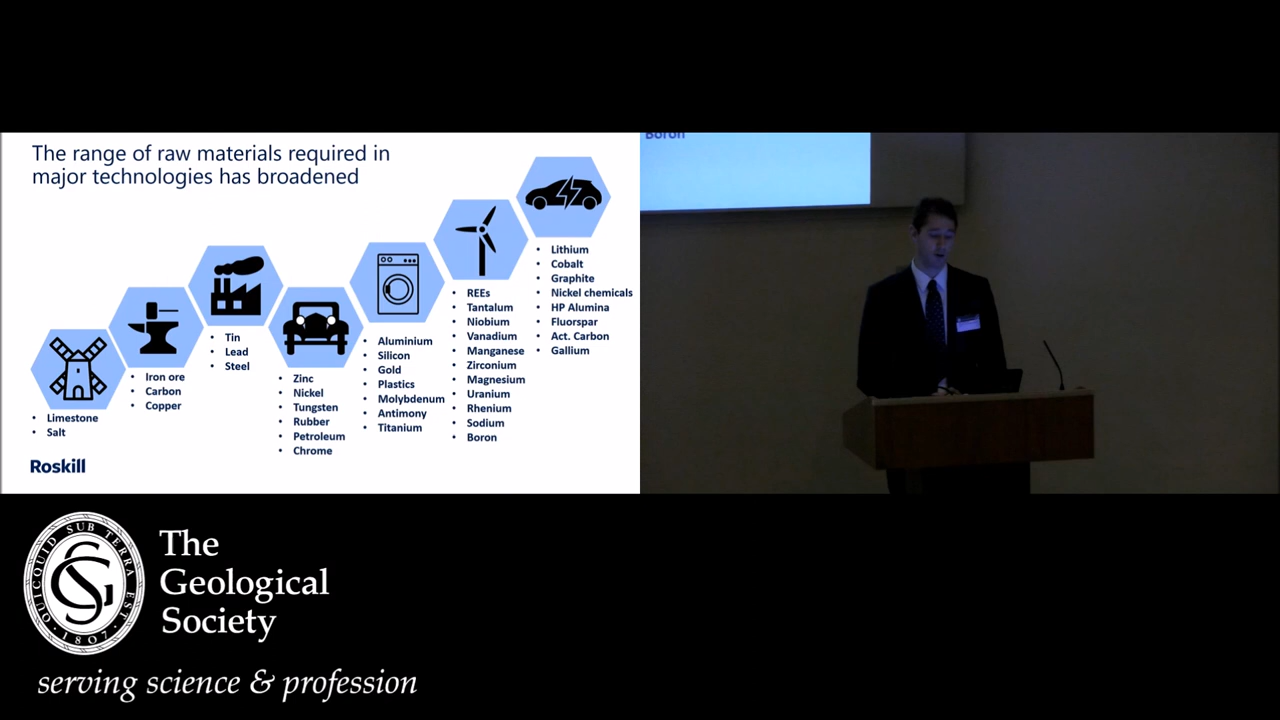 The range of raw materials required in
major technologies has broadened
Limestone
Salt
Iron ore
Carbon
Copper
Tin
Lead
Steel
Zinc
Nickel
Tungsten
Rubber
Petroleum
Chrome
Aluminium
Silicon
Gold
Plastics
Molybdenum
Antimony
Titanium
REEs
Tantalum
Niobium
Vanadium
Manganese
Zirconium
Magnesium
Uranium
Rhenium
Sodium
Boron
Lithium
Cobalt
Graphite
Nickel chemicals
HP Alumina
Fluorspar
Act. Carbon
Gallium
Roskill
Boron
QUICQUID SUB TERRA EST
1807
The
Geological
Society
serving science & profession